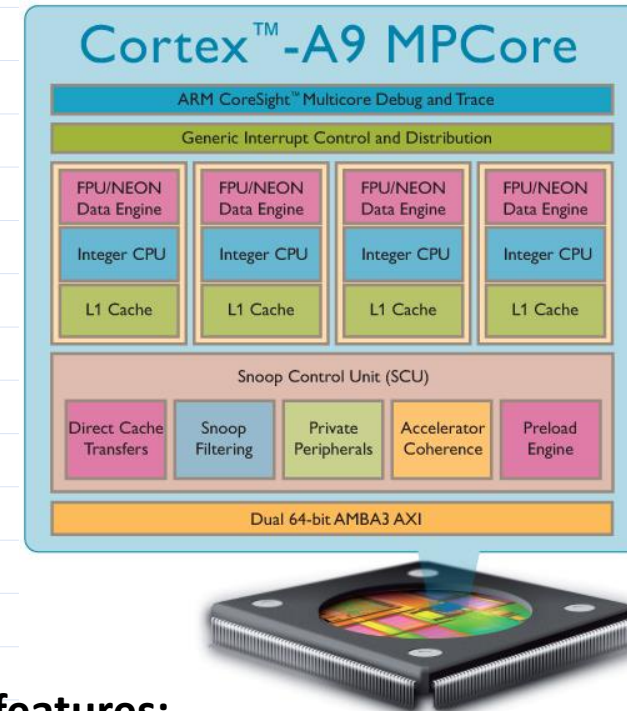 Cortex™-A9 MPCore
ARM CoreSight™ Multicore Debug and Trace
Generic Interrupt Control and Distribution
FPU/NEON Data Engine
Integer CPU
L1 Cache
FPU/NEON Data Engine
Integer CPU
L1 Cache
FPU/NEON Data Engine
Integer CPU
L1 Cache
FPU/NEON Data Engine
Integer CPU
L1 Cache
Snoop Control Unit (SCU)
Direct Cache Transfers
Snoop Filtering
Private Peripherals
Accelerator Coherence
Preload Engine
Dual 64-bit AMBA3 AXI
features: